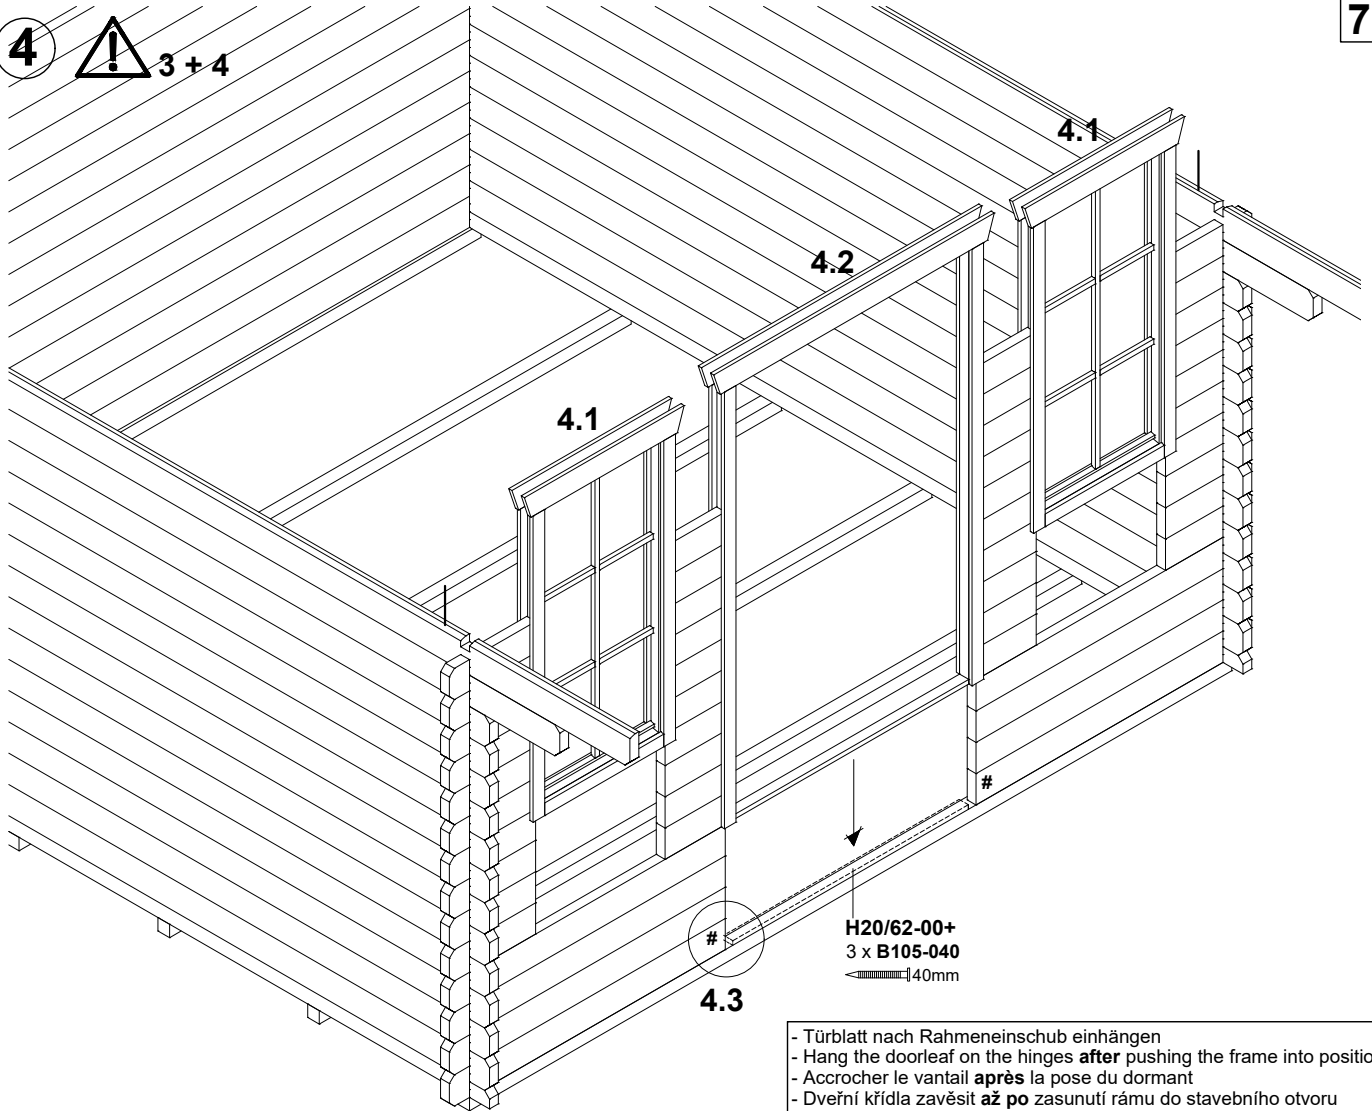 4
3 + 4
7
4.1
4.2
4.1
#
#
H20/62-00+
3 x B105-040
40mm
4.3
- Türblatt nach Rahmeneinschub einhängen
- Hang the doorleaf on the hinges after pushing the frame into positio
- Accrocher le vantail après la pose du dormant
- Dveřní křídla zavěsit až po zasunutí rámu do stavebního otvoru